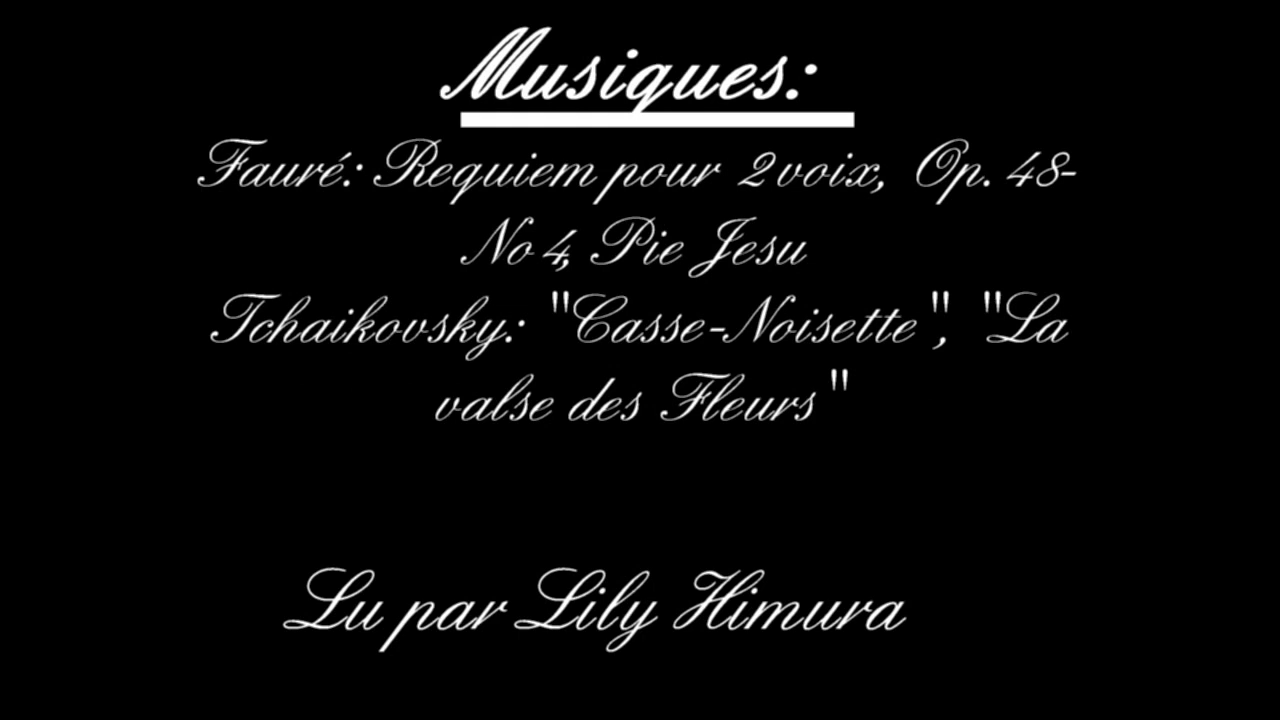 Musiques:
Fauré: Requiem pour 2 voix, Op. 48-
No 4, Pie Jesu
Tchaikovsky: "Casse-Noisette", "La
valse des Fleurs"
Lu par Lily Himura